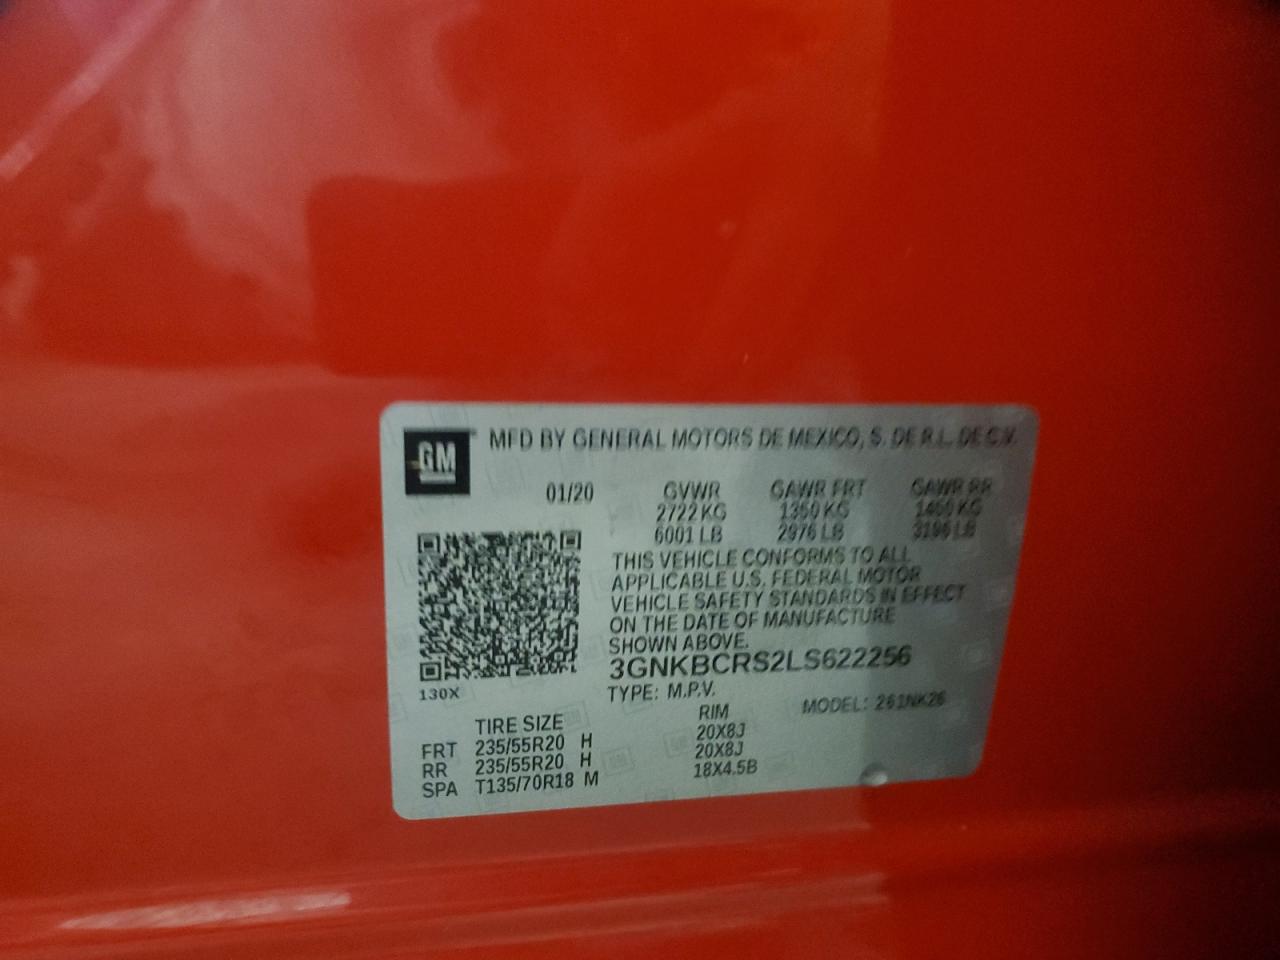 GM
MFD BY GENERAL MOTORS DE MEXICO, S. DE R.L. DE C.V.
01/20 GVWR GAWR FRT GAWR RR
2722 KG 1350 KG 1450 KG
6001 LB 2976 LB 3196 LB
THIS VEHICLE CONFORMS TO ALL
APPLICABLE U.S. FEDERAL MOTOR
VEHICLE SAFETY STANDARDS IN EFFECT
ON THE DATE OF MANUFACTURE
SHOWN ABOVE.
3GNKBCRS2LS622256
130X
TYPE: M.P.V. MODEL: 261NK26
TIRE SIZE RIM
FRT 235/55R20 H 20X8J
RR 235/55R20 H 20X8J
SPA T135/70R18 M 18X4.5B